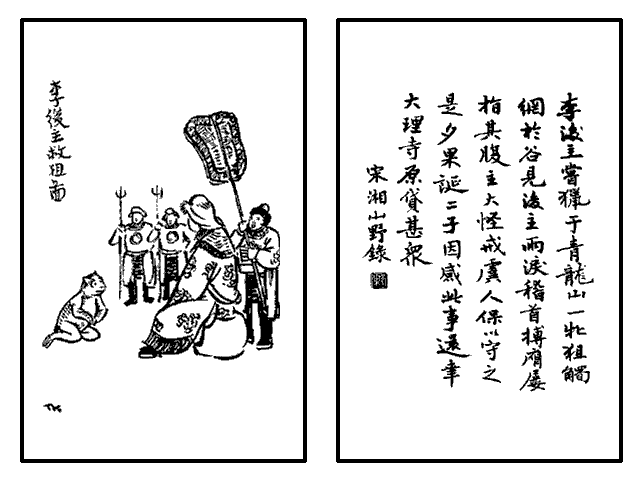 李後主救狙圖
TK
李後主嘗獵于青龍山一牝狙觸
網於谷見後主雨淚稽首搏膺屢
指其腹主大怪戒虞人保以守之
是夕果誕二子因感此事還幸
大理寺原貸甚衆
宋湘山野錄